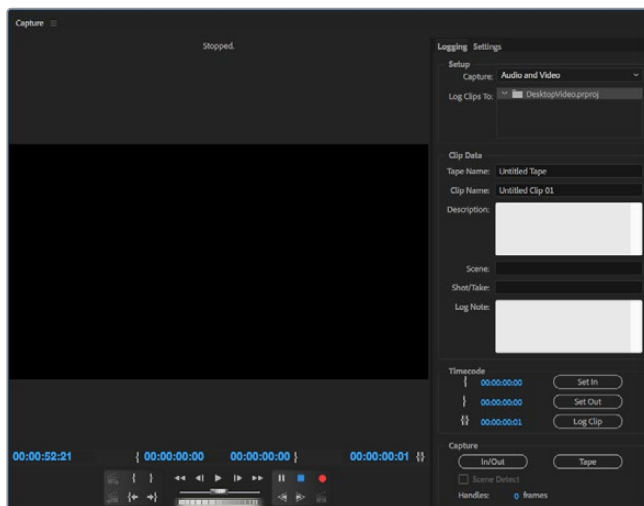 Capture
Stopped.
Logging Settings
Setup
Capture: Audio and Video
Log Clips To: DesktopVideo.prproj
Clip Data
Tape Name: Untitled Tape
Clip Name: Untitled Clip 01
Description:
Scene:
Shot/Take:
Log Note:
Timecode
{ 00:00:00:00 Set In
} 00:00:00:00 Set Out
{} 00:00:00:01 Log Clip
00:00:52:21 { 00:00:00:00 00:00:00:00 } 00:00:00:01 {}
Capture
In/Out Tape
Scene Detect
Handles: 0 frames